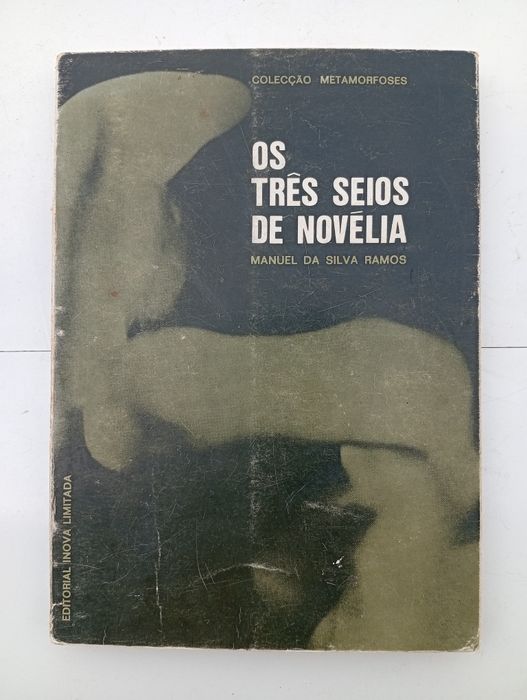 COLECÇÃO METAMORFOSES
OS
TRÊS SEIOS
DE NOVÉLIA
MANUEL DA SILVA RAMOS
EDITORIAL INOVA LIMITADA